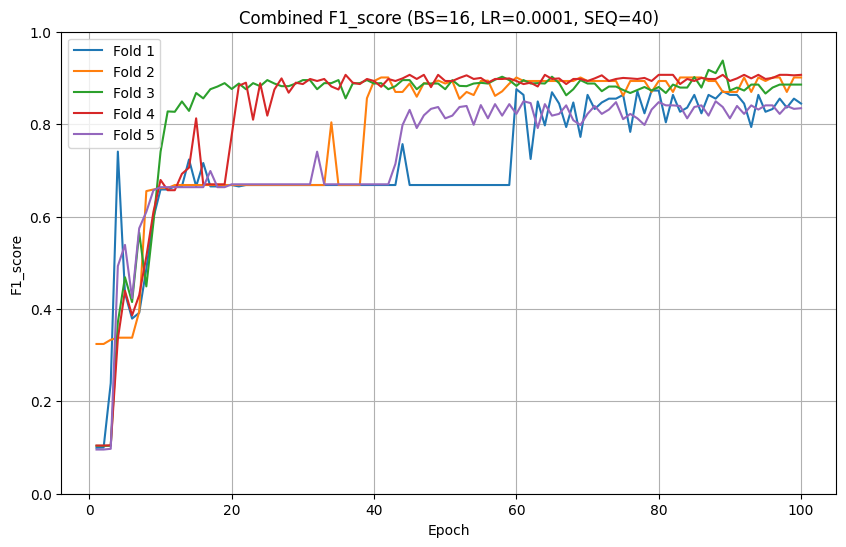 Combined F1_score (BS=16, LR=0.0001, SEQ=40)
Fold 1
Fold 2
Fold 3
Fold 4
Fold 5
1.0
0.8
0.6
0.4
0.2
0.0
F1_score
0 20 40 60 80 100
Epoch